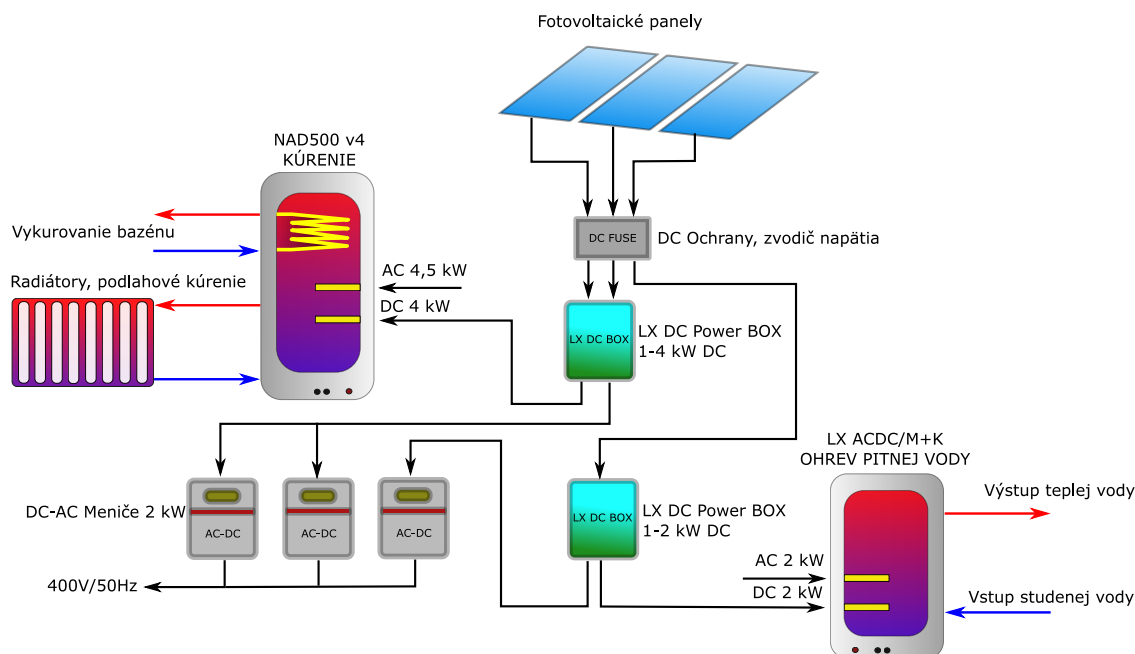 Fotovoltaické panely
NAD500 v4
KÚRENIE
Vykurovanie bazénu
DC FUSE
DC Ochrany, zvodič napätia
Radiátory, podlahové kúrenie
AC 4,5 kW
DC 4 kW
LX DC BOX
LX DC Power BOX
1-4 kW DC
LX ACDC/M+K
OHREV PITNEJ VODY
DC-AC Meniče 2 kW
AC-DC
AC-DC
AC-DC
LX DC BOX
LX DC Power BOX
1-2 kW DC
Výstup teplej vody
400V/50Hz
AC 2 kW
DC 2 kW
Vstup studenej vody